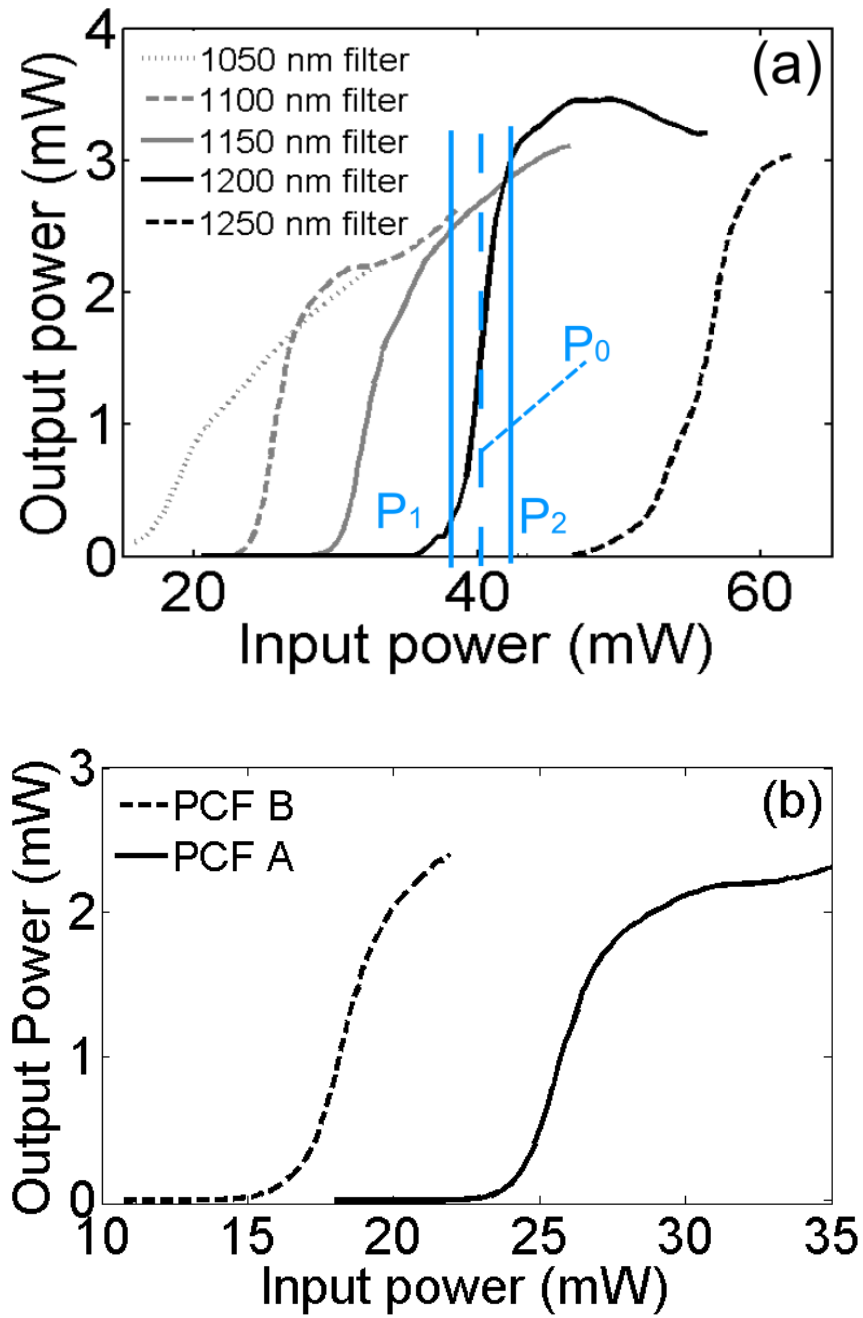 (a)
4
3
2
1
0
Output power (mW)
1050 nm filter
1100 nm filter
1150 nm filter
1200 nm filter
1250 nm filter
P0
P1
P2
20 40 60
Input power (mW)
(b)
3
2
1
0
Output Power (mW)
PCF B
PCF A
10 15 20 25 30 35
Input power (mW)